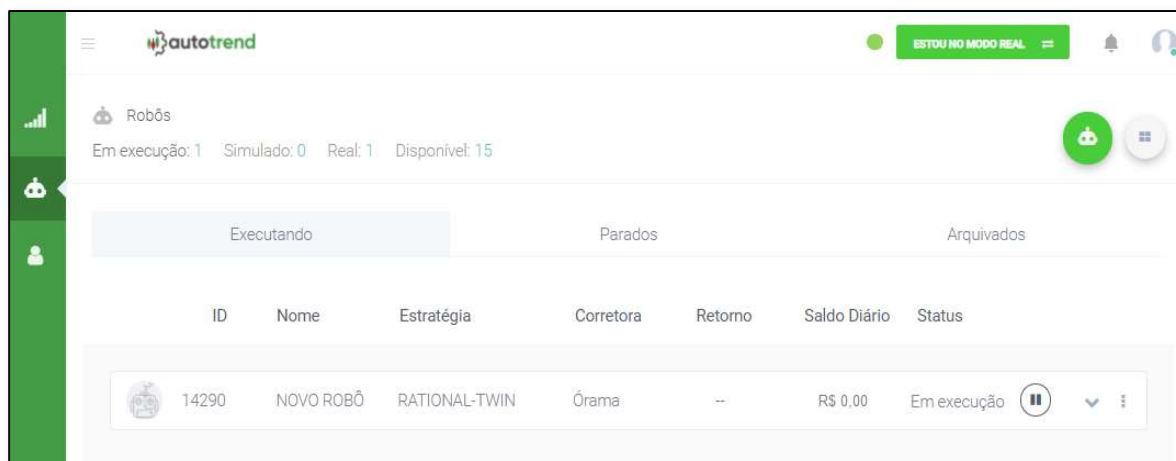 autotrend
ESTOU NO MODO REAL
Robôs
Em execução: 1 Simulado: 0 Real: 1 Disponível: 15
Executando Parados Arquivados
ID Nome Estratégia Corretora Retorno Saldo Diário Status
14290 NOVO ROBÔ RATIONAL-TWIN Órama -- R$ 0,00 Em execução